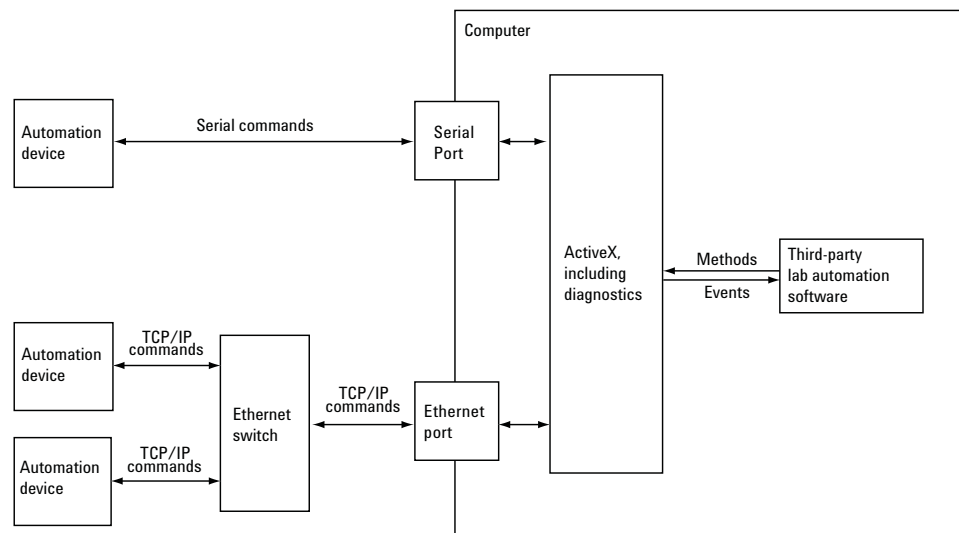 Computer
Automation
device
Serial commands
Serial
Port
ActiveX,
including
diagnostics
Methods
Events
Third-party
lab automation
software
Automation
device
TCP/IP
commands
Ethernet
switch
TCP/IP
commands
Ethernet
port
Automation
device
TCP/IP
commands